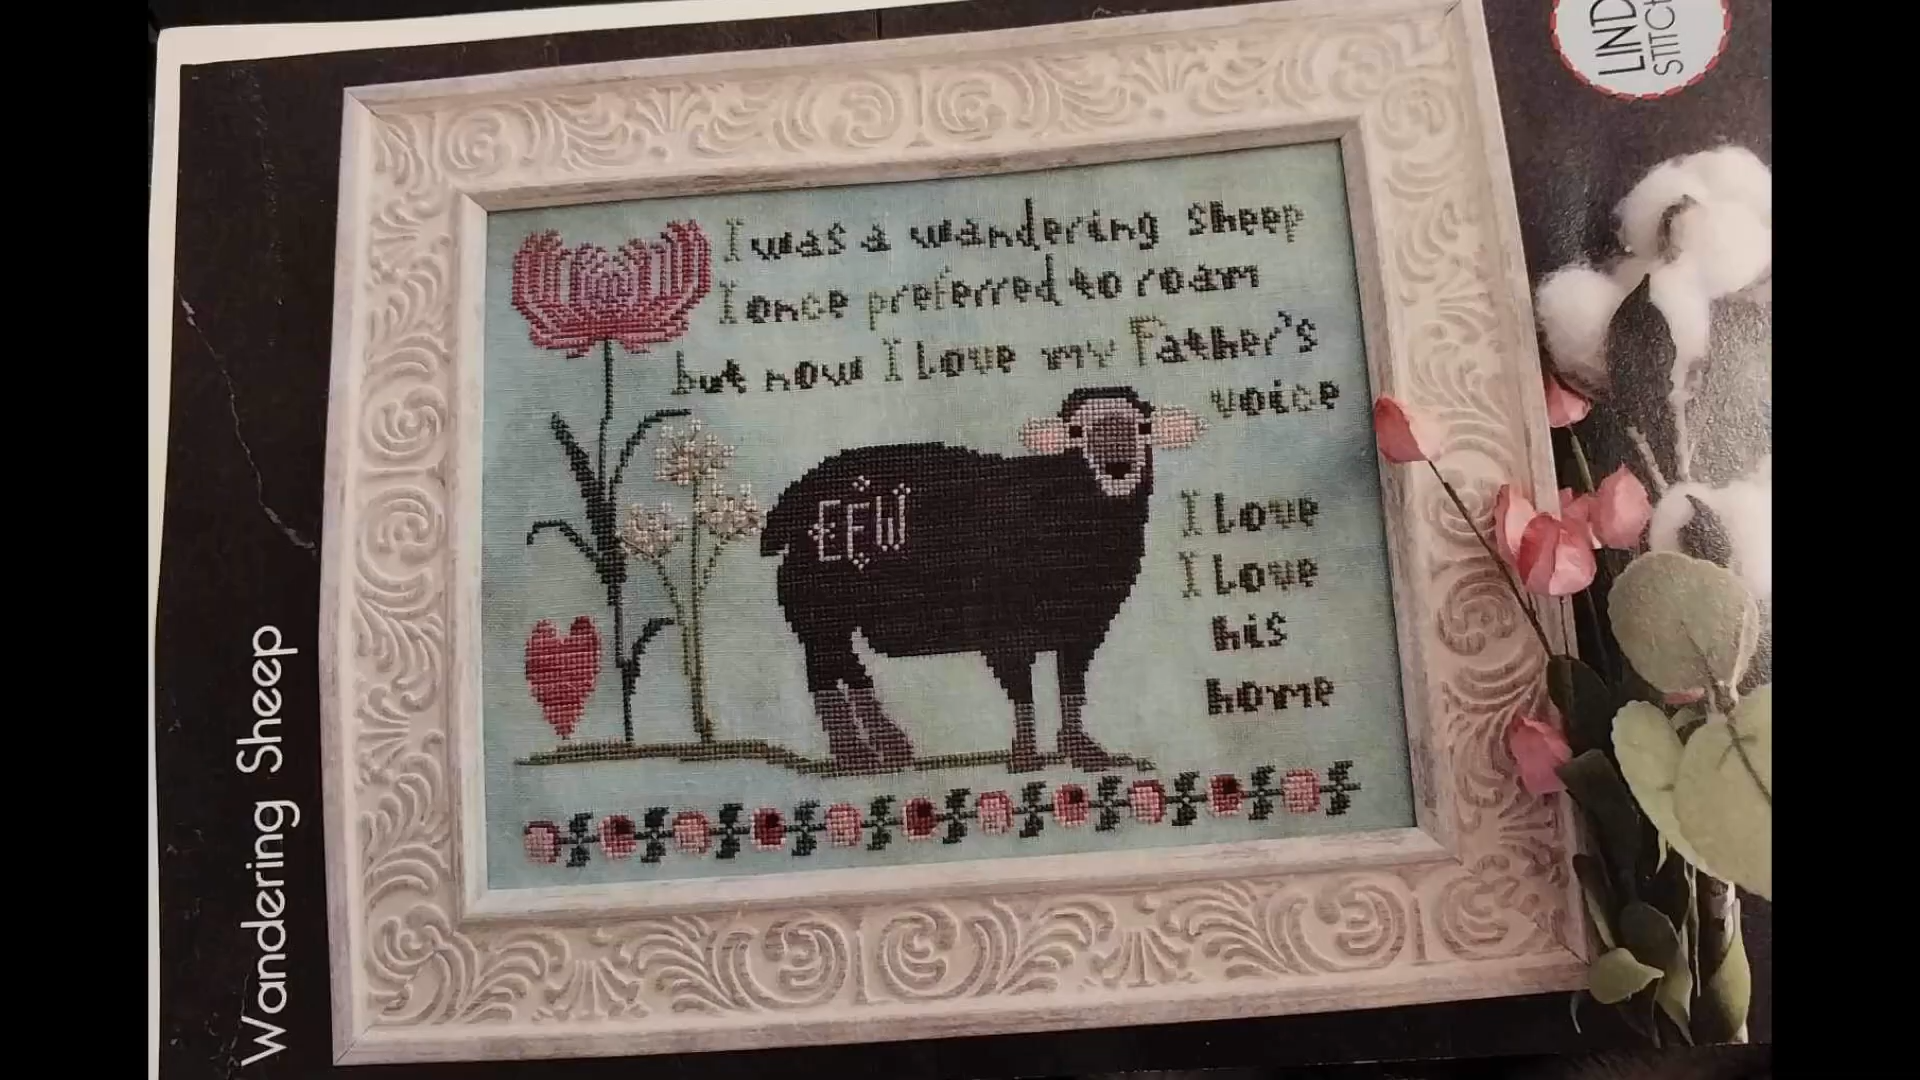 I was a wandering sheep
I once preferred to roam
but now I love my Father's
voice
I love
I love
his
home
EEW
Wandering Sheep